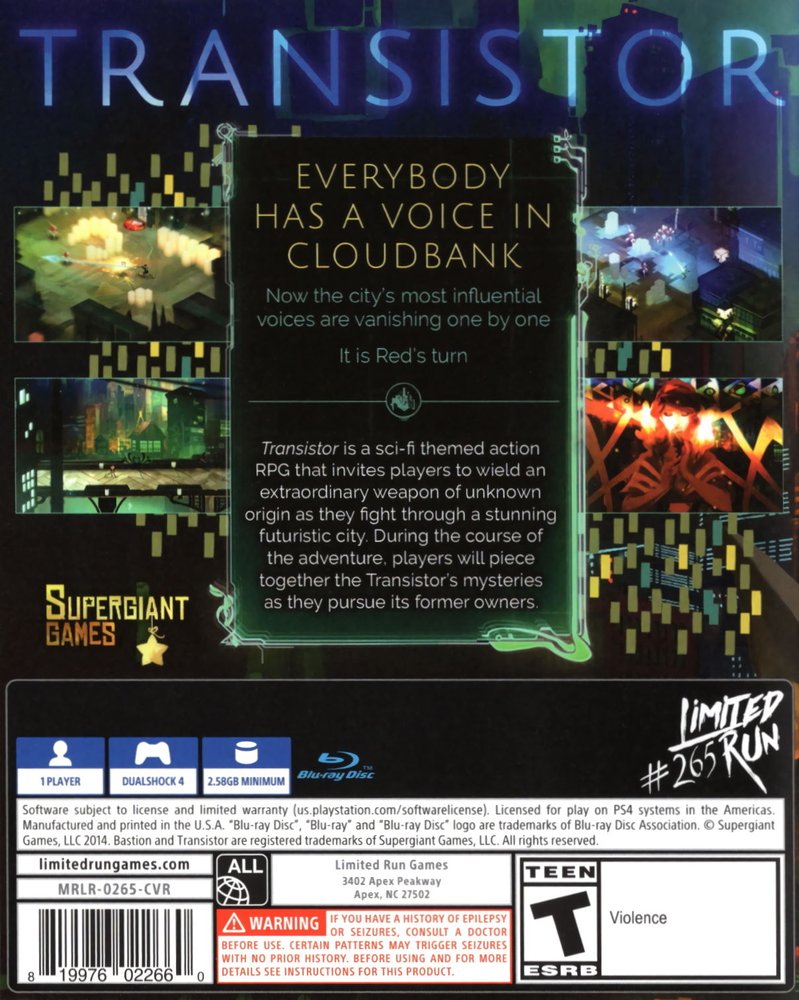 TRANSISTOR
EVERYBODY
HAS A VOICE IN
CLOUDBANK
Now the city's most influential
voices are vanishing one by one
It is Red's turn
Transistor is a sci-fi themed action
RPG that invites players to wield an
extraordinary weapon of unknown
origin as they fight through a stunning
futuristic city. During the course of
the adventure, players will piece
together the Transistor's mysteries
as they pursue its former owners.
SUPERGIANT
GAMES
LiMITED
RUN
#265
1 PLAYER
DUALSHOCK 4
2.58GB MINIMUM
Blu-ray Disc™
Software subject to license and limited warranty (us.playstation.com/softwarelicense). Licensed for play on PS4 systems in the Americas.
Manufactured and printed in the U.S.A. "Blu-ray Disc", "Blu-ray" and "Blu-ray Disc" logo are trademarks of Blu-ray Disc Association. © Supergiant
Games, LLC 2014. Bastion and Transistor are registered trademarks of Supergiant Games, LLC. All rights reserved.
limitedrungames.com
MRLR-0265-CVR
8 19976 02266 0
ALL
Limited Run Games
3402 Apex Peakway
Apex, NC 27502
WARNING
IF YOU HAVE A HISTORY OF EPILEPSY
OR SEIZURES, CONSULT A DOCTOR
BEFORE USE. CERTAIN PATTERNS MAY TRIGGER SEIZURES
WITH NO PRIOR HISTORY. BEFORE USING AND FOR MORE
DETAILS SEE INSTRUCTIONS FOR THIS PRODUCT.
TEEN
T
ESRB
Violence